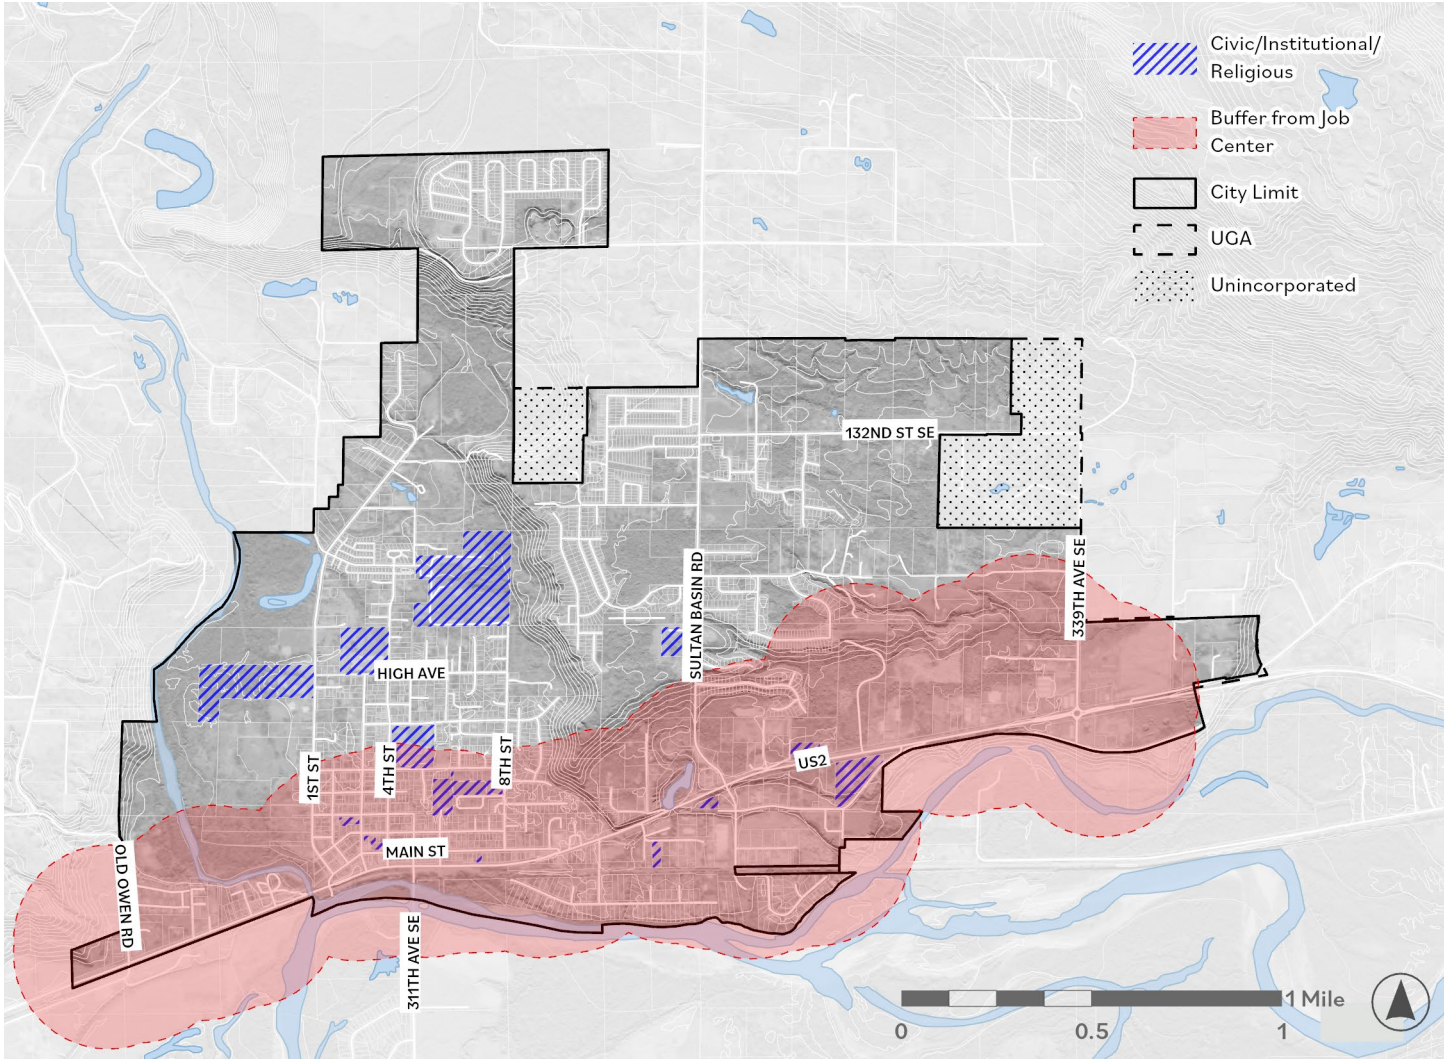 Civic/Institutional/
Religious
Buffer from Job
Center
City Limit
UGA
Unincorporated
132ND ST SE
SULTAN BASIN RD
339TH AVE SE
HIGH AVE
1ST ST
4TH ST
8TH ST
US2
MAIN ST
OLD OWEN RD
311TH AVE SE
1 Mile
0
0.5
1